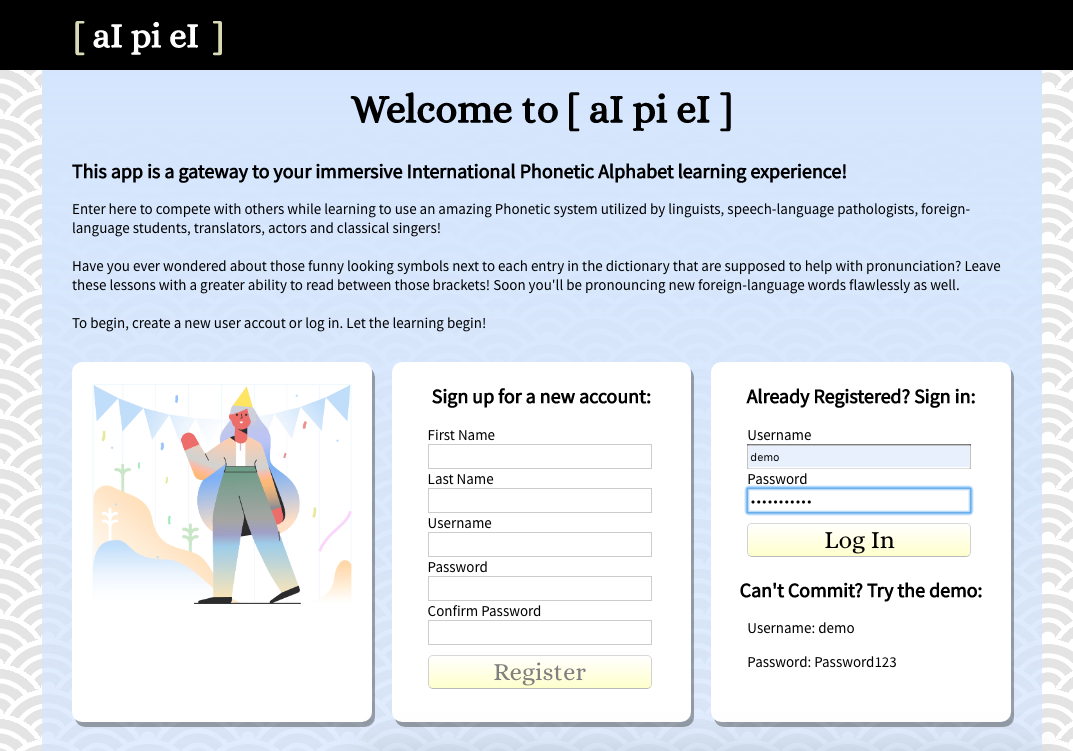 [ aI pi eI ]
Welcome to [ aI pi eI ]
This app is a gateway to your immersive International Phonetic Alphabet learning experience!
Enter here to compete with others while learning to use an amazing Phonetic system utilized by linguists, speech-language pathologists, foreign-
language students, translators, actors and classical singers!
Have you ever wondered about those funny looking symbols next to each entry in the dictionary that are supposed to help with pronunciation? Leave
these lessons with a greater ability to read between those brackets! Soon you'll be pronouncing new foreign-language words flawlessly as well.
To begin, create a new user accout or log in. Let the learning begin!
Sign up for a new account:
First Name
Last Name
Username
Password
Confirm Password
Register
Already Registered? Sign in:
Username
demo
Password
•••••••••••
Log In
Can't Commit? Try the demo:
Username: demo
Password: Password123